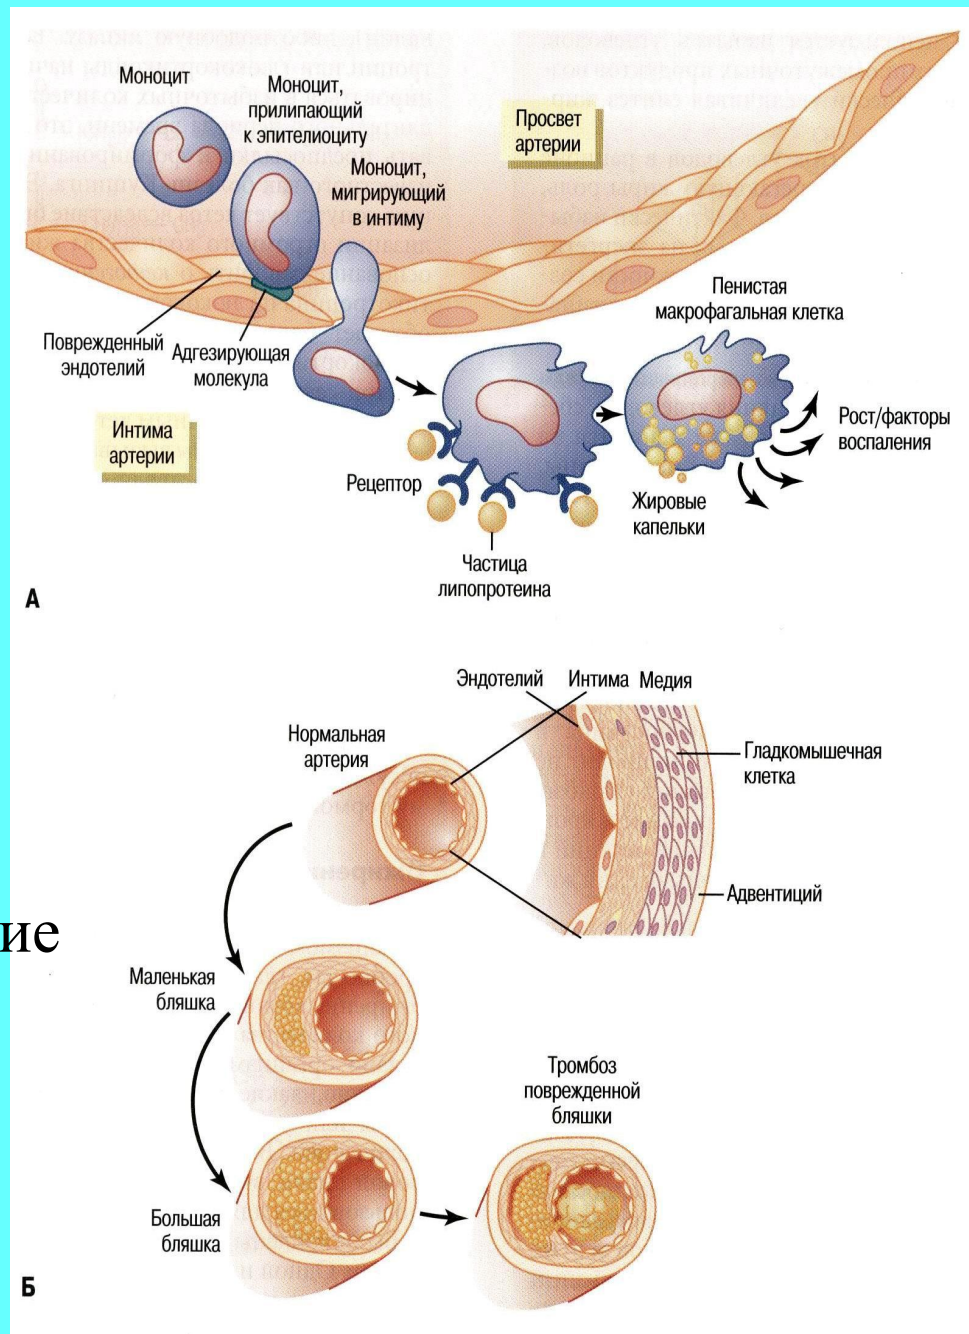 Моноцит
Моноцит,
прилипающий
к эпителиоциту
Моноцит,
мигрирующий
в интиму
Просвет
артерии
Пенистая
макрофагальная клетка
Поврежденный
эндотелий
Адгезирующая
молекула
Интима
артерии
Рост/факторы
воспаления
Рецептор
Жировые
капельки
Частица
липопротеина
А
Эндотелий
Интима
Медия
Нормальная
артерия
Гладкомышечная
клетка
Адвентиций
ие
Маленькая
бляшка
Тромбоз
поврежденной
бляшки
Большая
бляшка
Б